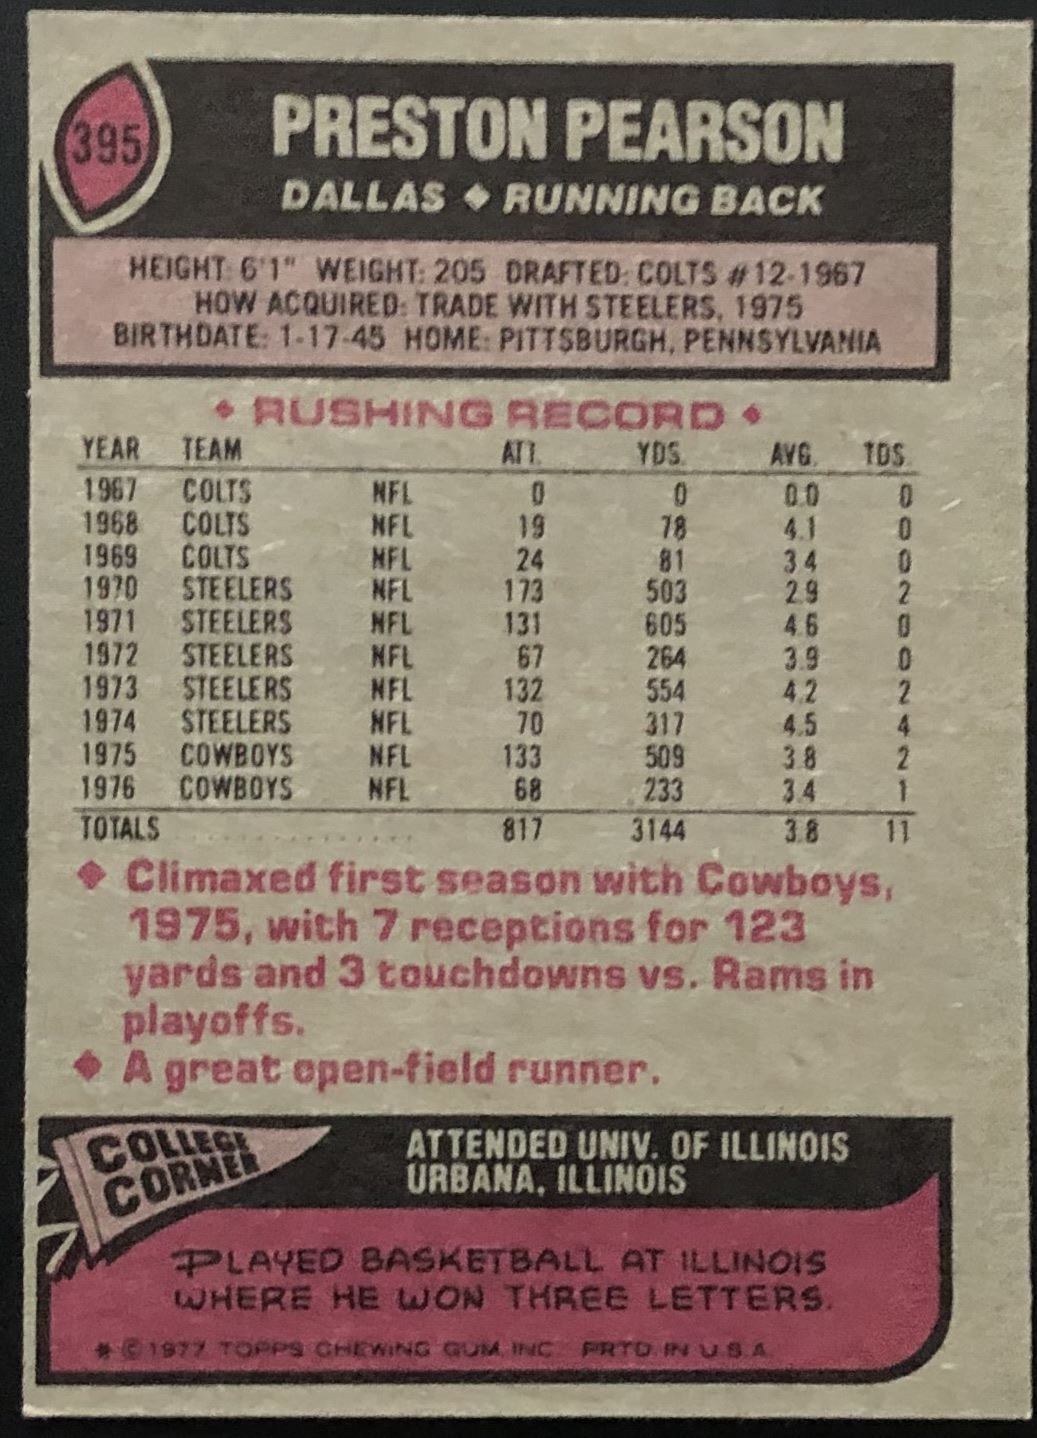 395
PRESTON PEARSON
DALLAS ♦ RUNNING BACK
HEIGHT: 6'1" WEIGHT: 205 DRAFTED: COLTS #12-1967
HOW ACQUIRED: TRADE WITH STEELERS, 1975
BIRTHDATE: 1-17-45 HOME: PITTSBURGH, PENNSYLVANIA
♦ RUSHING RECORD ♦
YEAR TEAM ATT. YDS. AVG. TDS.
1967 COLTS NFL 0 0 0.0 0
1968 COLTS NFL 19 78 4.1 0
1969 COLTS NFL 24 81 3.4 0
1970 STEELERS NFL 173 503 2.9 2
1971 STEELERS NFL 131 605 4.6 0
1972 STEELERS NFL 67 264 3.9 0
1973 STEELERS NFL 132 554 4.2 2
1974 STEELERS NFL 70 317 4.5 4
1975 COWBOYS NFL 133 509 3.8 2
1976 COWBOYS NFL 68 233 3.4 1
TOTALS .............. 817 3144 3.8 11
♦ Climaxed first season with Cowboys,
1975, with 7 receptions for 123
yards and 3 touchdowns vs. Rams in
playoffs.
♦ A great open-field runner.
COLLEGE
CORNER
ATTENDED UNIV. OF ILLINOIS
URBANA, ILLINOIS
PLAYED BASKETBALL AT ILLINOIS
WHERE HE WON THREE LETTERS.
* © 1977 TOPPS CHEWING GUM, INC. PRTD. IN U.S.A.